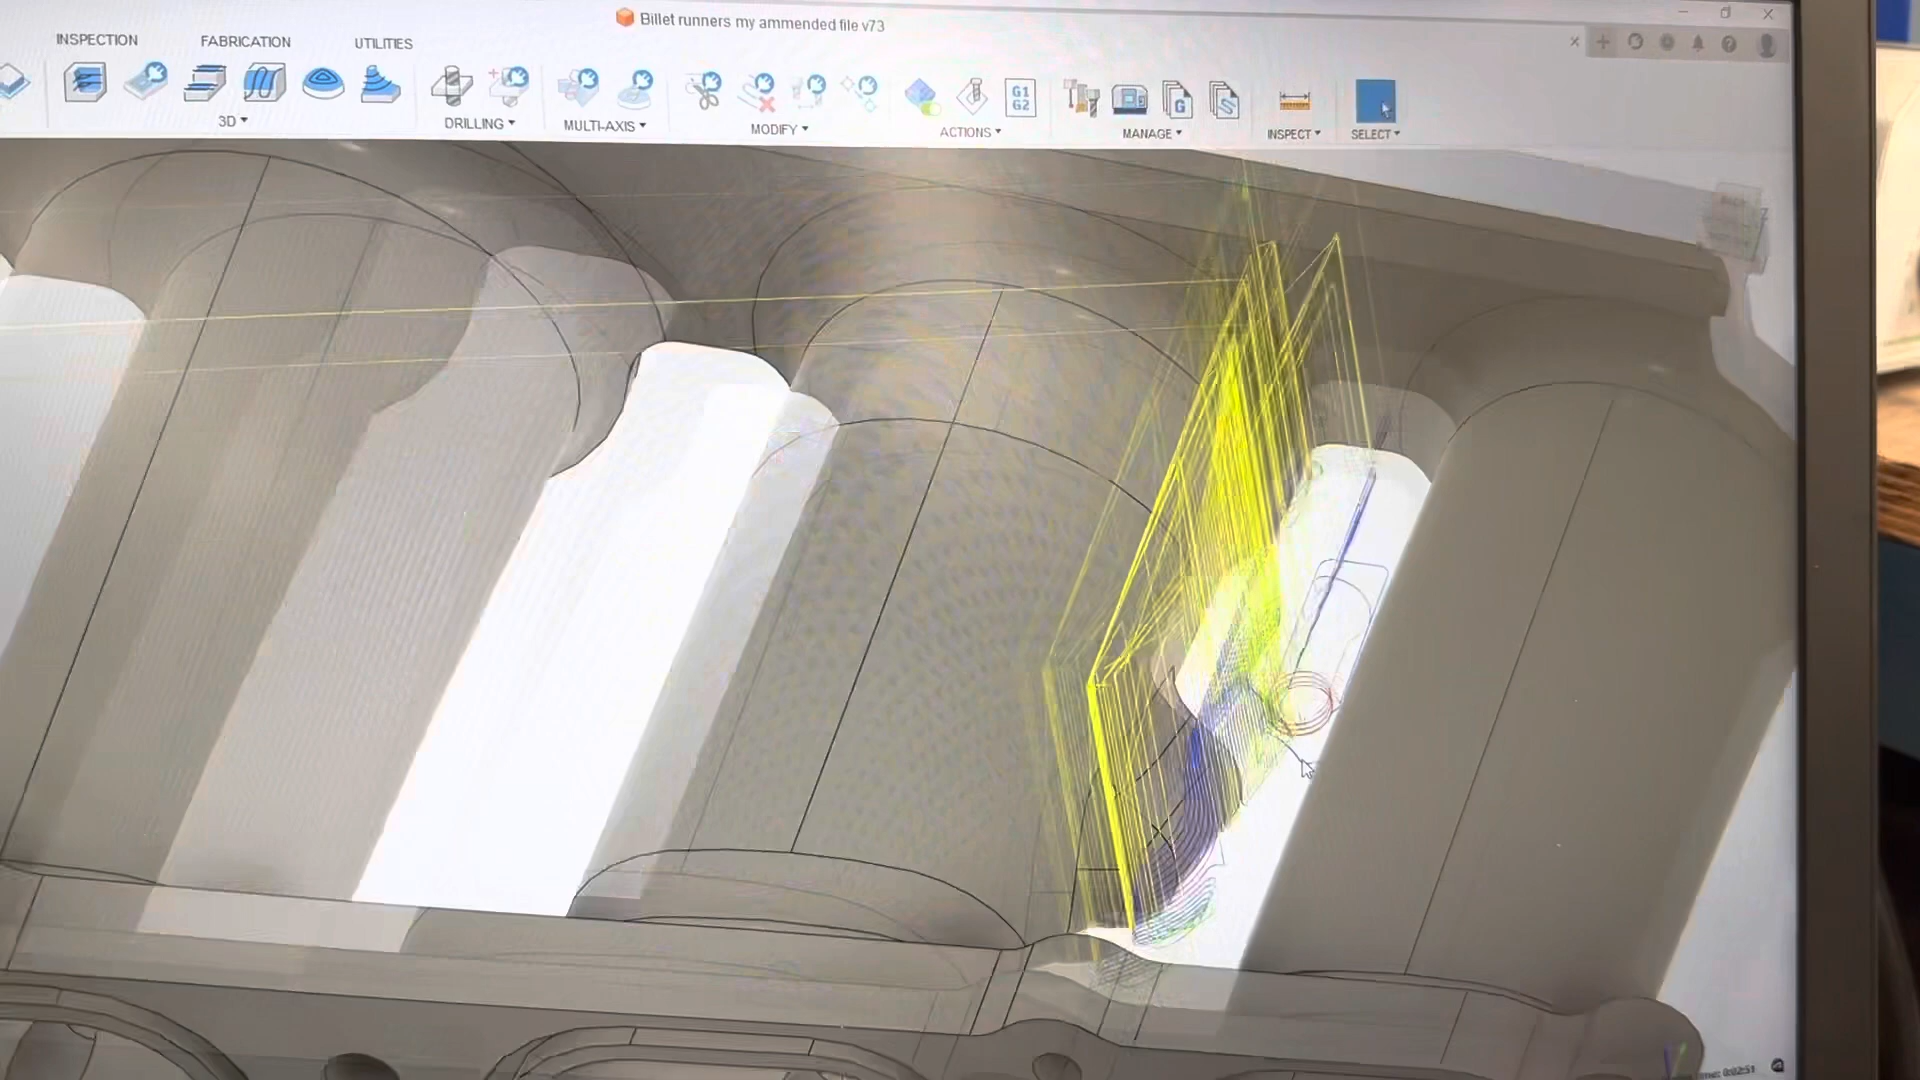 Billet runners my ammended file v73
INSPECTION FABRICATION UTILITIES
G1
G2
G
3D DRILLING MULTI-AXIS MODIFY ACTIONS MANAGE INSPECT SELECT